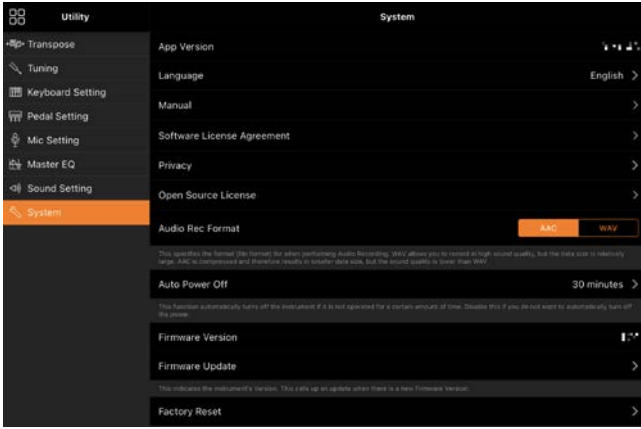 Utility
System
Transpose
Tuning
Keyboard Setting
Pedal Setting
Mic Setting
Master EQ
Sound Setting
System
App Version
Language English
Manual
Software License Agreement
Privacy
Open Source License
Audio Rec Format AAC WAV
This specifies the format (file format) for when performing Audio Recording. WAV allows you to record at high sound quality, but the data size is relatively
large. AAC is compressed and therefore results in smaller data size, but the sound quality is lower than WAV.
Auto Power Off 30 minutes
This function automatically turns off the instrument if it is not operated for a certain amount of time. Disable this if you do not want to automatically turn off
the power.
Firmware Version
Firmware Update
This indicates the instrument's Version. This calls up an update when there is a new Firmware Version.
Factory Reset